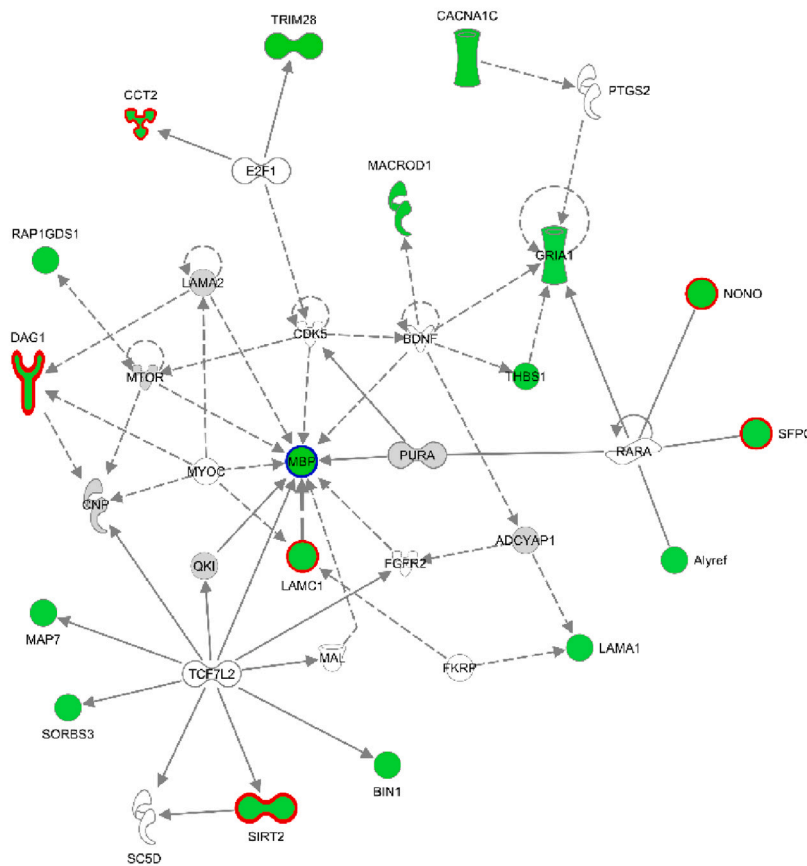 TRIM28
CACNA1C
CCT2
PTGS2
E2F1
MACROD1
RAP1GDS1
GRIA1
LAMA2
NONO
DAG1
CDK5
BDNF
MTOR
THBS1
SFPQ
MBP
PURA
RARA
MYOC
CNP
ADCYAP1
QKI
LAMC1
FGFR2
Alyref
MAP7
LAMA1
MAL
FKRP
TCF7L2
SORBS3
BIN1
SC5D
SIRT2